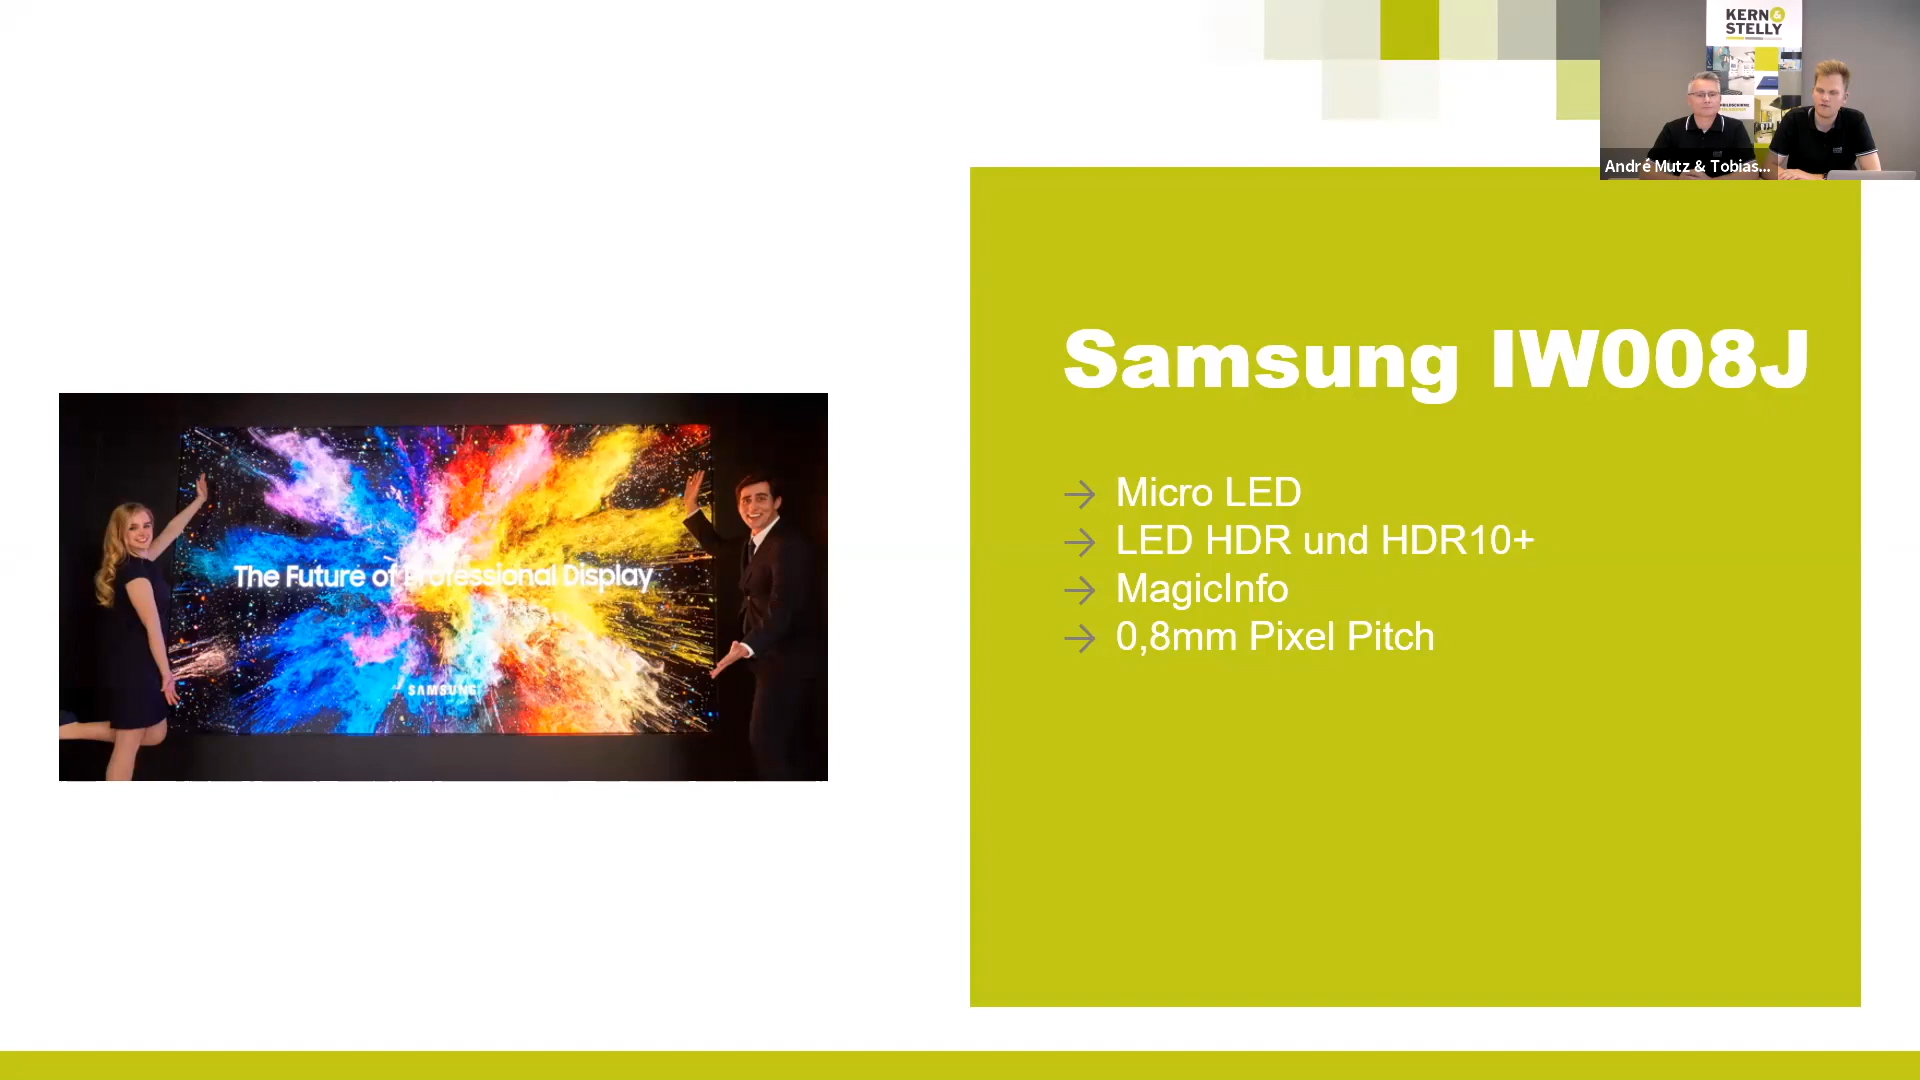 KERN &
STELLY
André Mutz & Tobias...
Samsung IW008J
→ Micro LED
→ LED HDR und HDR10+
→ MagicInfo
→ 0,8mm Pixel Pitch
The Future of Professional Display
SAMSUNG